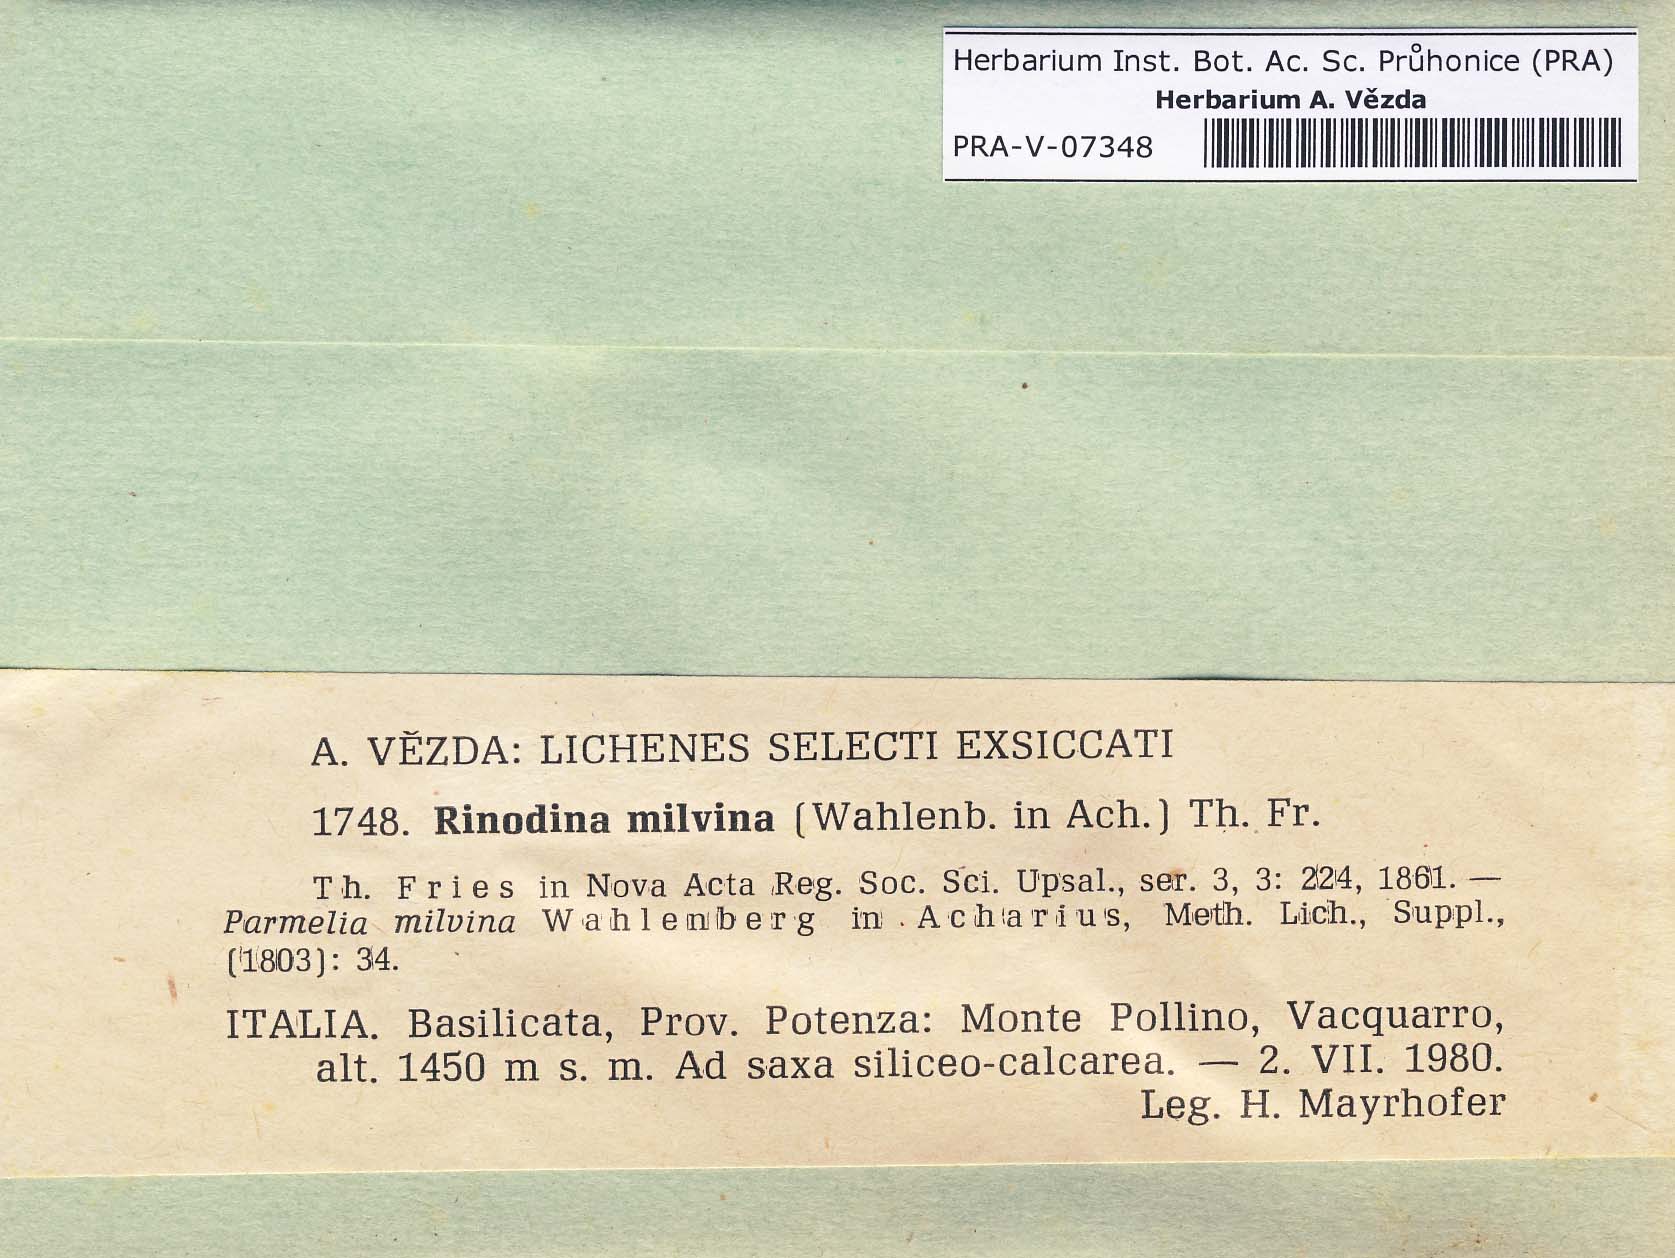 Herbarium Inst. Bot. Ac. Sc. Průhonice (PRA)
Herbarium A. Vězda
PRA-V-07348
A. VĚZDA: LICHENES SELECTI EXSICCATI
1748. Rinodina milvina (Wahlenb. in Ach.) Th. Fr.
Th. Fries in Nova Acta Reg. Soc. Sci. Upsal., ser. 3, 3: 224, 1861. —
Parmelia milvina Wahlenberg in Acharius, Meth. Lich., Suppl.,
(1803): 34.
ITALIA. Basilicata, Prov. Potenza: Monte Pollino, Vacquarro,
alt. 1450 m s. m. Ad saxa siliceo-calcarea. — 2. VII. 1980.
Leg. H. Mayrhofer